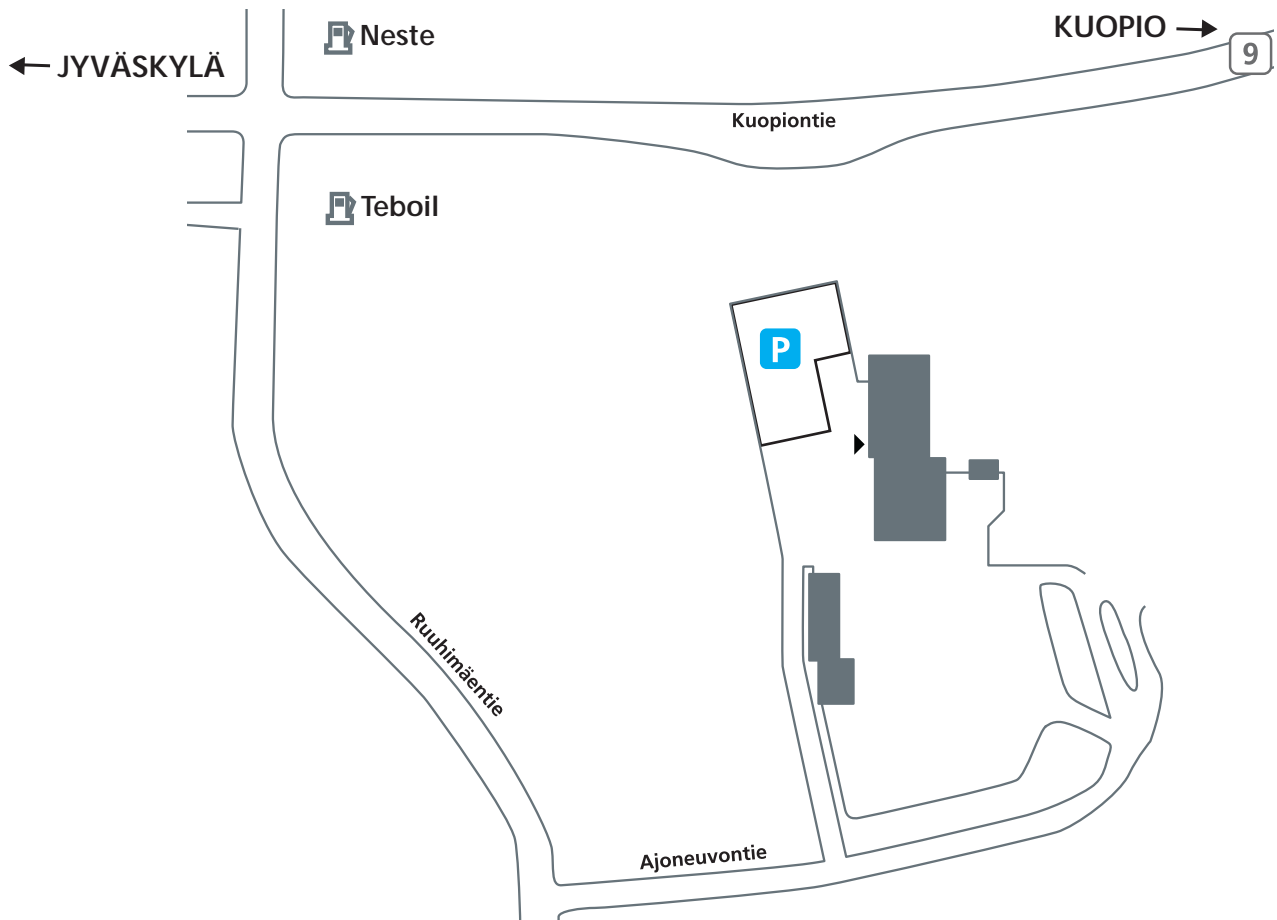 KUOPIO
Neste
JYVÄSKYLÄ
9
Kuopiontie
Teboil
P
Ruuhimäentie
Ajoneuvontie